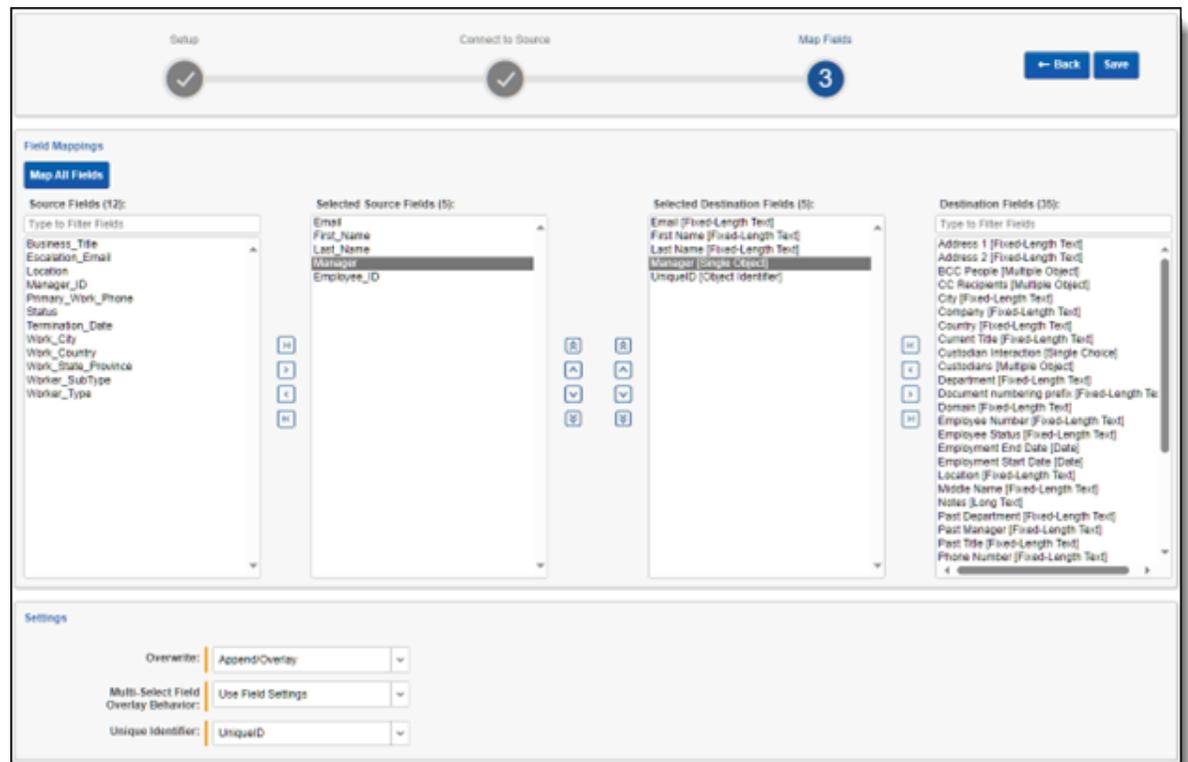 Setup
Connect to Source
Map Fields
3
← Back
Save
Field Mappings
Map All Fields
Source Fields (12):
Type to Filter Fields
Business_Title
Escalation_Email
Location
Manager_ID
Primary_Work_Phone
Status
Termination_Date
Work_City
Work_Country
Work_State_Province
Worker_SubType
Worker_Type
Selected Source Fields (5):
Email
First_Name
Last_Name
Manager
Employee_ID
Selected Destination Fields (5):
Email [Fixed-Length Text]
First Name [Fixed-Length Text]
Last Name [Fixed-Length Text]
Manager [Single Object]
UniqueID [Object Identifier]
Destination Fields (35):
Type to Filter Fields
Address 1 [Fixed-Length Text]
Address 2 [Fixed-Length Text]
BCC People [Multiple Object]
CC Recipients [Multiple Object]
City [Fixed-Length Text]
Company [Fixed-Length Text]
Country [Fixed-Length Text]
Current Title [Fixed-Length Text]
Custodian Interaction [Single Choice]
Custodians [Multiple Object]
Department [Fixed-Length Text]
Document numbering prefix [Fixed-Length Te
Domain [Fixed-Length Text]
Employee Number [Fixed-Length Text]
Employee Status [Fixed-Length Text]
Employment End Date [Date]
Employment Start Date [Date]
Location [Fixed-Length Text]
Middle Name [Fixed-Length Text]
Notes [Long Text]
Past Department [Fixed-Length Text]
Past Manager [Fixed-Length Text]
Past Title [Fixed-Length Text]
Phone Number [Fixed-Length Text]
Settings
Overwrite:
Append/Overlay
Multi-Select Field
Overlay Behavior:
Use Field Settings
Unique Identifier:
UniqueID